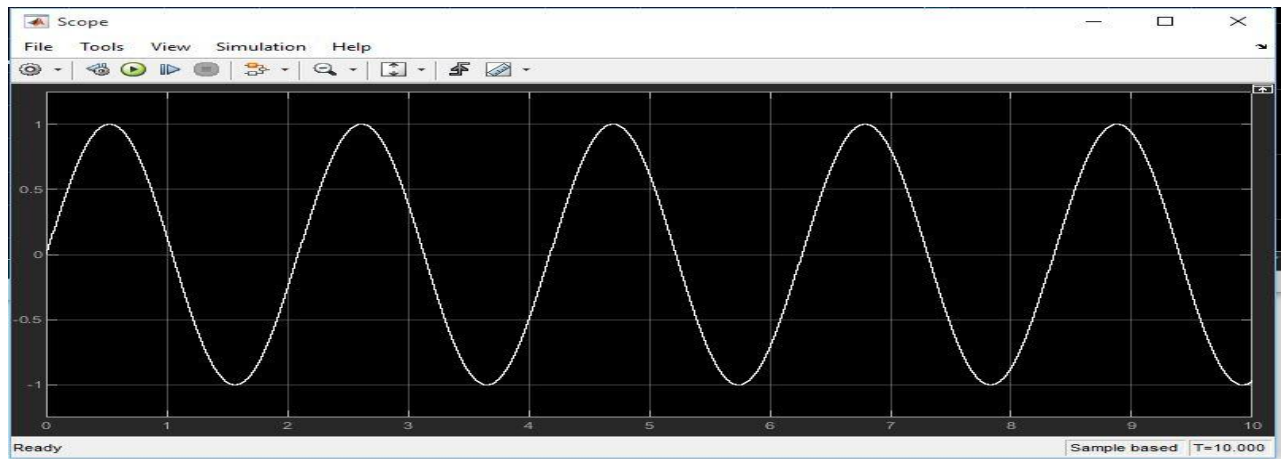 Scope
File Tools View Simulation Help
1
0.5
0
-0.5
-1
0 1 2 3 4 5 6 7 8 9 10
Ready Sample based T=10.000